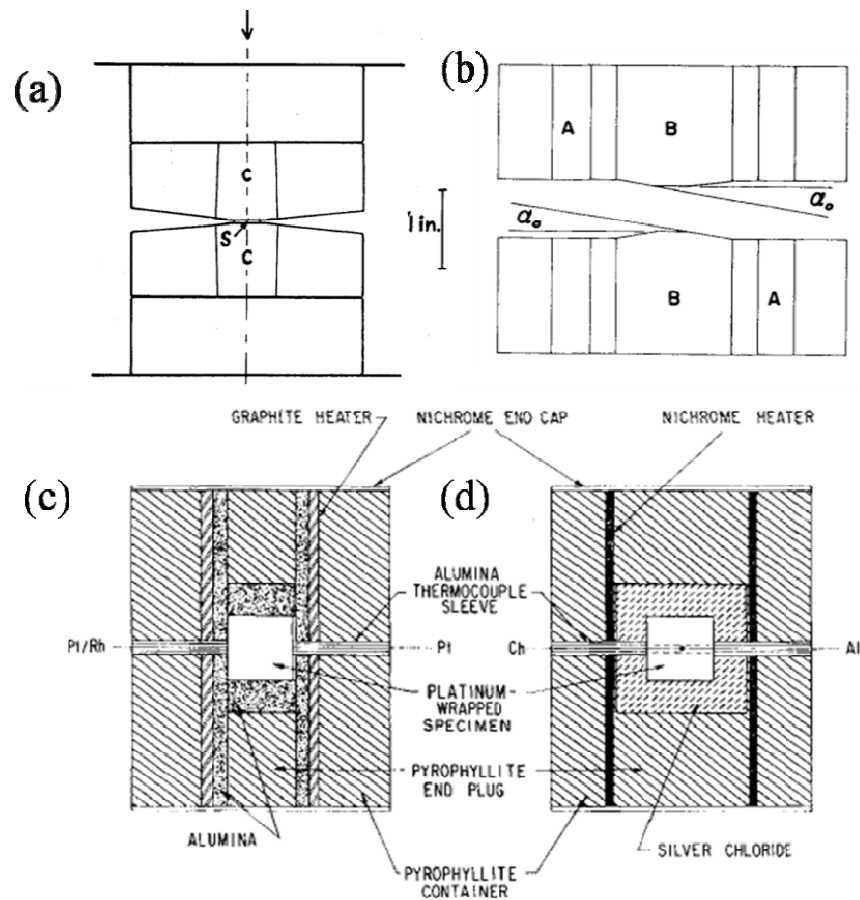 (a)
C
S
C
1 in.
(b)
A
B
α₀
α₀
B
A
GRAPHITE HEATER
NICHROME END CAP
NICHROME HEATER
(c)
(d)
ALUMINA
THERMOCOUPLE
SLEEVE
Pt/Rh
Pt
Ch
Al
PLATINUM
WRAPPED
SPECIMEN
PYROPHYLLITE
END PLUG
ALUMINA
SILVER CHLORIDE
PYROPHYLLITE
CONTAINER